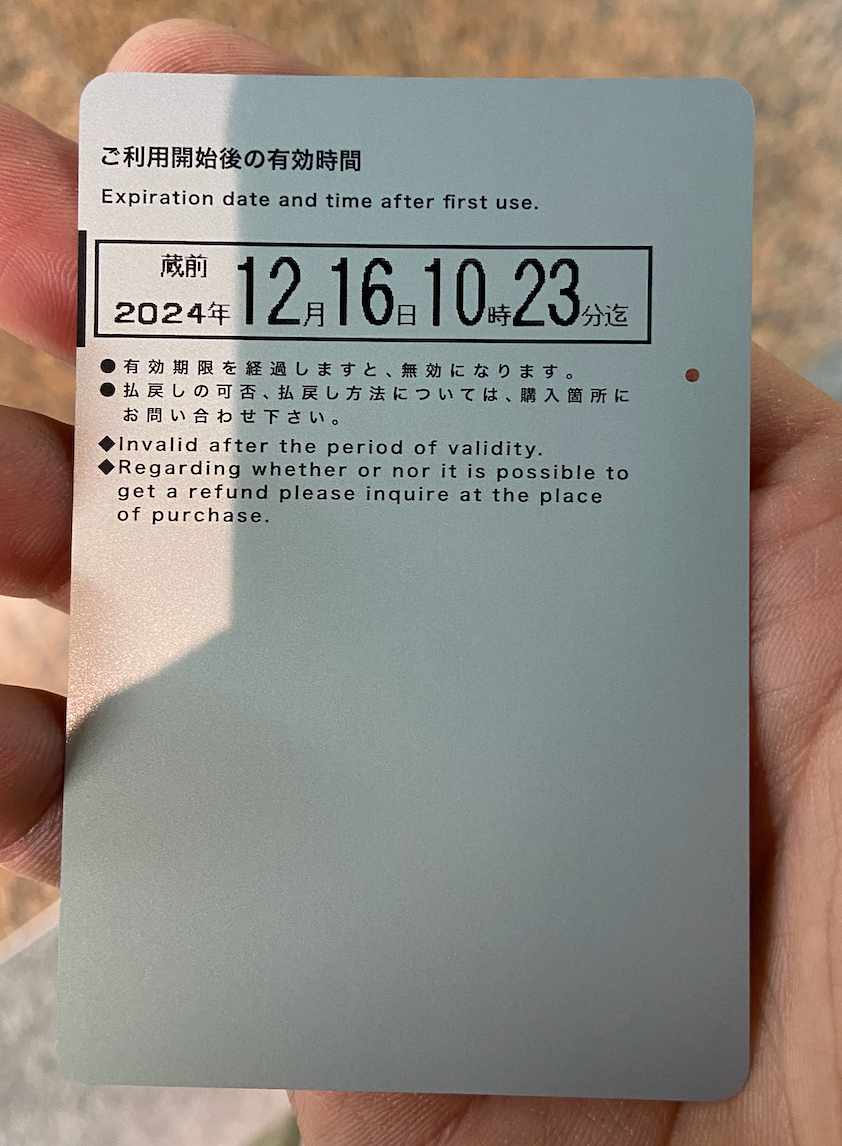 ご利用開始後の有効時間
Expiration date and time after first use.
蔵前
2024年12月16日10時23分迄
●有効期限を経過しますと、無効になります。
●払戻しの可否、払戻し方法については、購入箇所に
お問い合わせ下さい。
◆Invalid after the period of validity.
◆Regarding whether or nor it is possible to
get a refund please inquire at the place
of purchase.